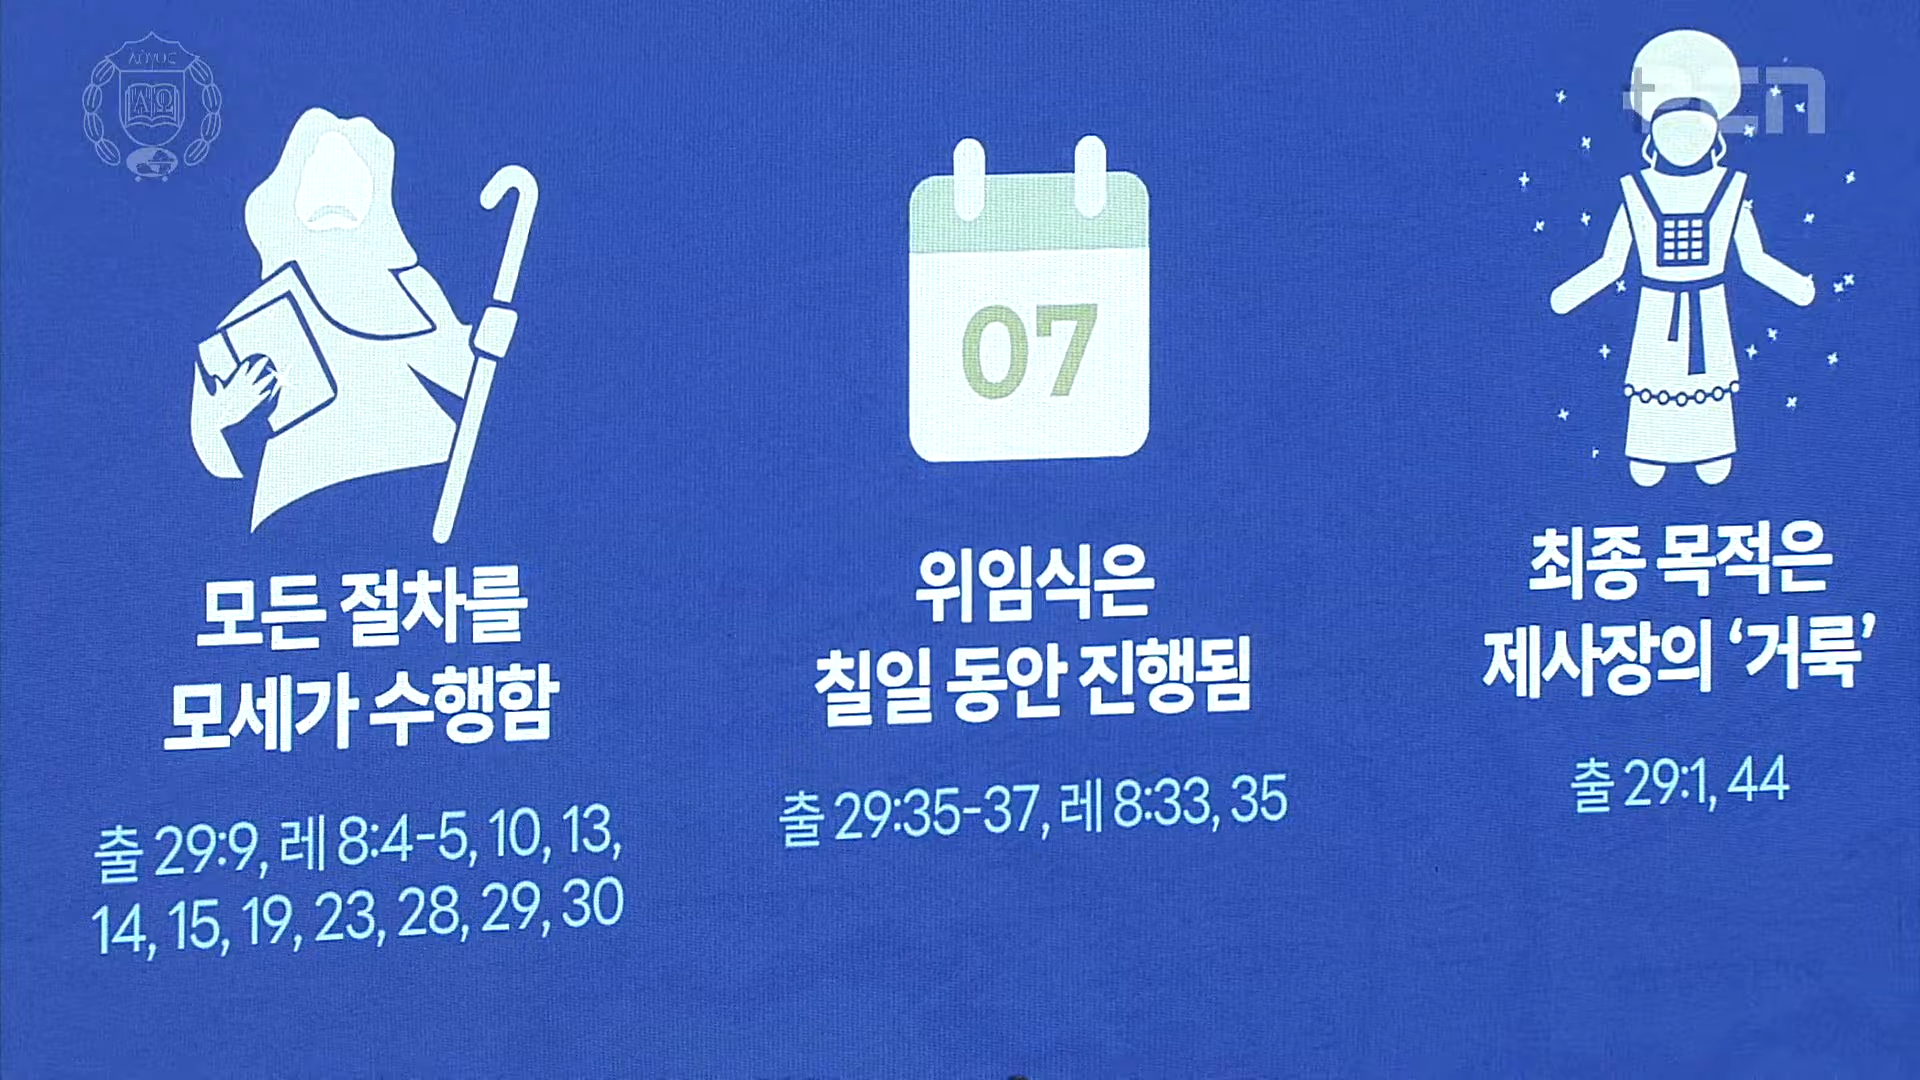 λόγος
ΑΩ
CZN
07
모든 절차를
모세가 수행함
출 29:9, 레 8:4-5, 10, 13,
14, 15, 19, 23, 28, 29, 30
위임식은
칠일 동안 진행됨
출 29:35-37, 레 8:33, 35
최종 목적은
제사장의 ‘거룩’
출 29:1, 44